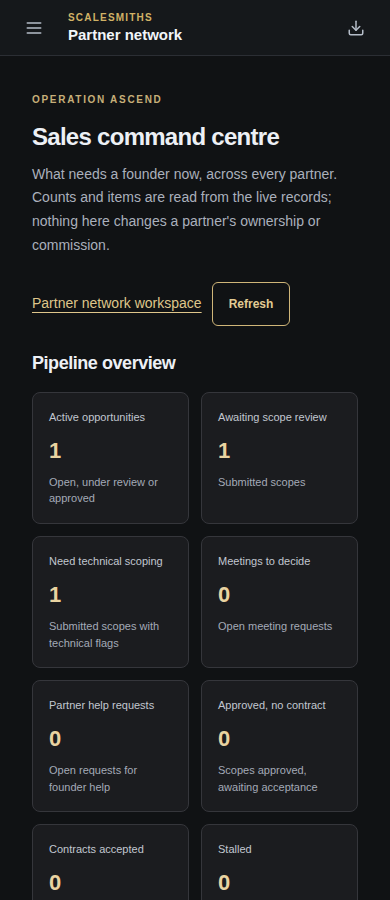 SCALESMITHS
Partner network
OPERATION ASCEND
Sales command centre
What needs a founder now, across every partner.
Counts and items are read from the live records;
nothing here changes a partner's ownership or
commission.
Partner network workspace
Refresh
Pipeline overview
Active opportunities
1
Open, under review or
approved
Awaiting scope review
1
Submitted scopes
Need technical scoping
1
Submitted scopes with
technical flags
Meetings to decide
0
Open meeting requests
Partner help requests
0
Open requests for
founder help
Approved, no contract
0
Scopes approved,
awaiting acceptance
Contracts accepted
0
Stalled
0